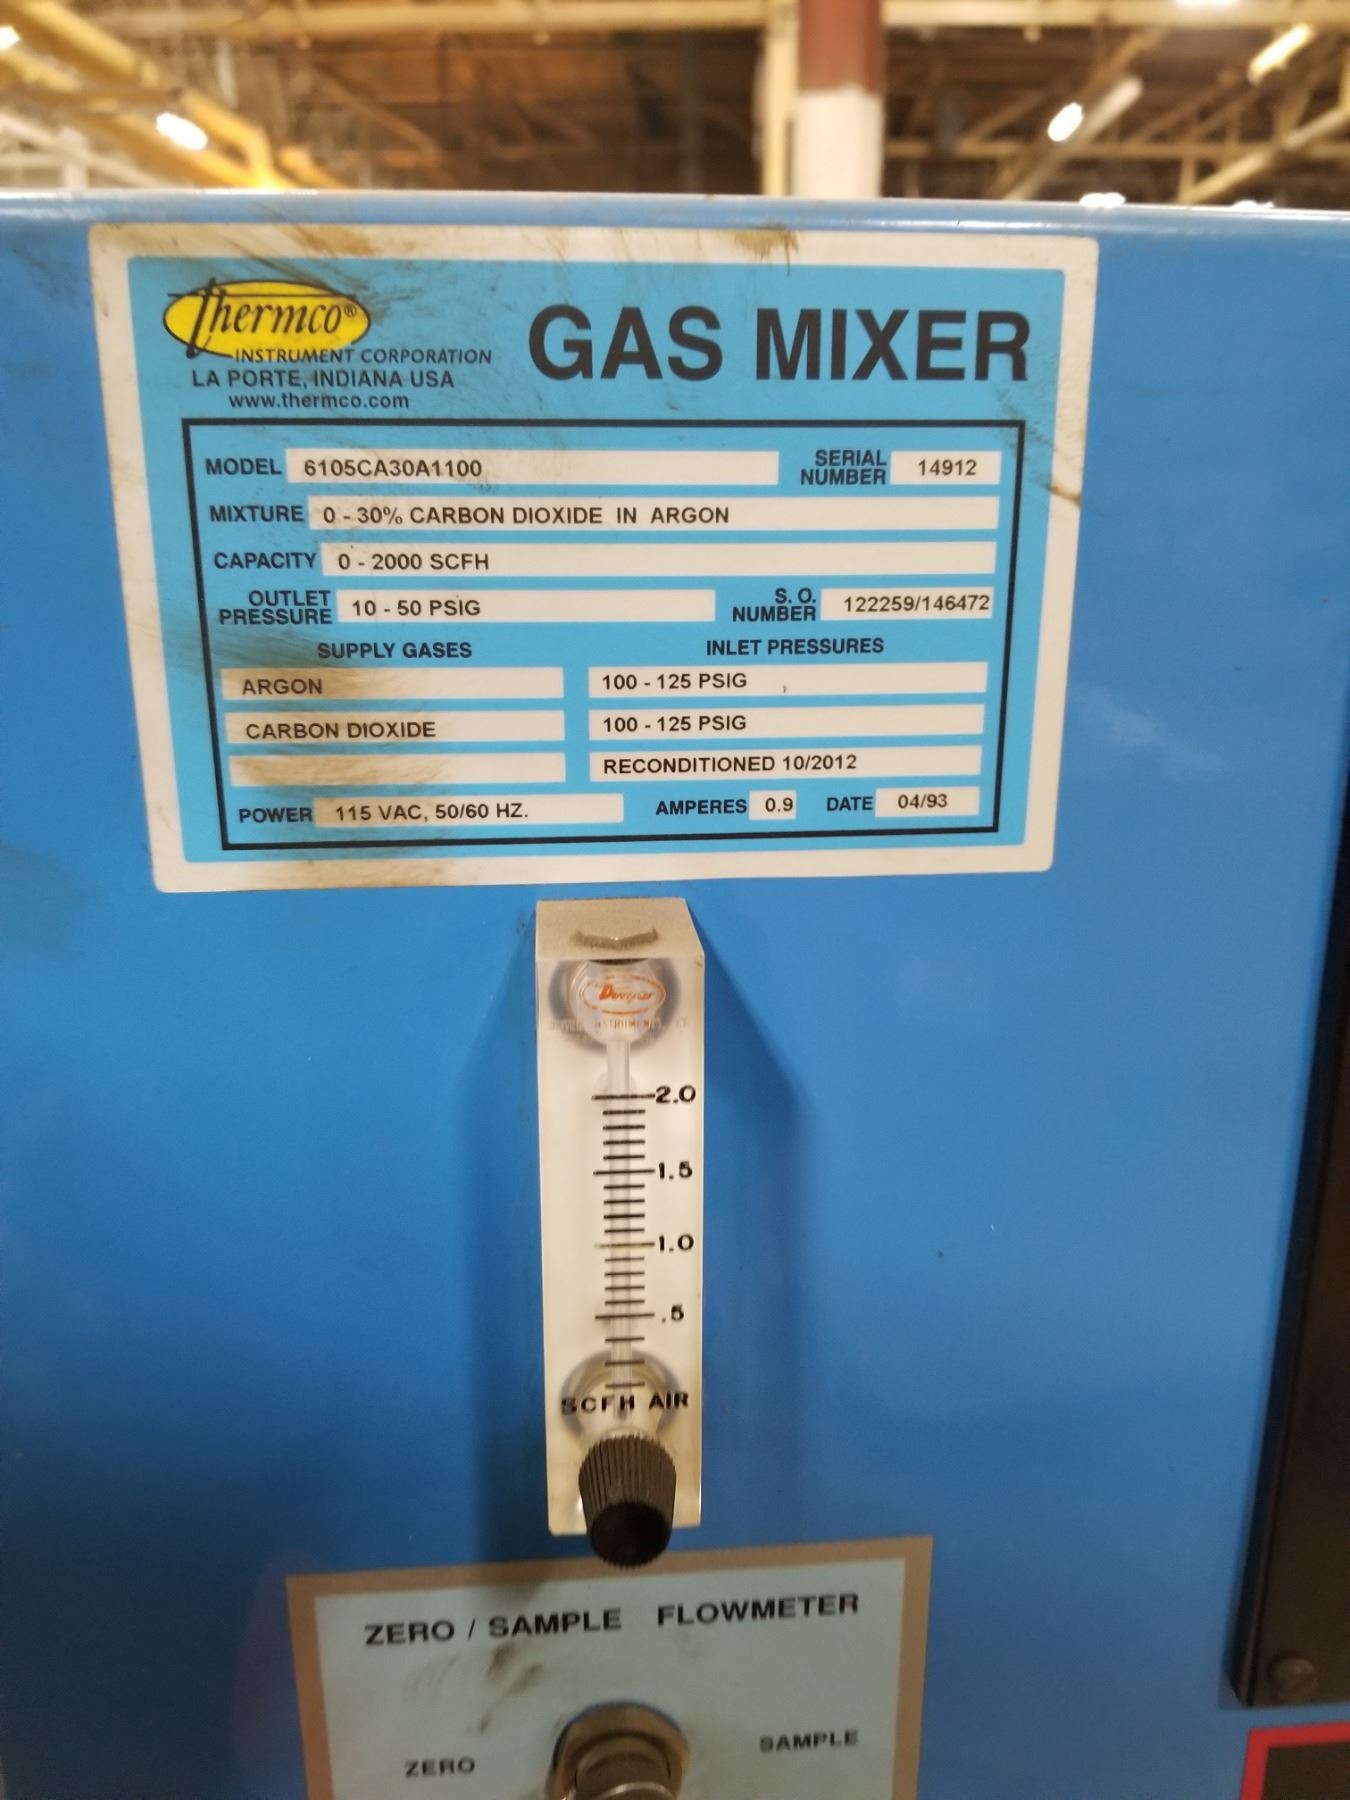 Thermco®
INSTRUMENT CORPORATION
LA PORTE, INDIANA USA
www.thermco.com
GAS MIXER
MODEL 6105CA30A1100 SERIAL NUMBER 14912
MIXTURE 0 - 30% CARBON DIOXIDE IN ARGON
CAPACITY 0 - 2000 SCFH
OUTLET PRESSURE 10 - 50 PSIG S. O. NUMBER 122259/146472
SUPPLY GASES INLET PRESSURES
ARGON 100 - 125 PSIG
CARBON DIOXIDE 100 - 125 PSIG
RECONDITIONED 10/2012
POWER 115 VAC, 50/60 HZ. AMPERES 0.9 DATE 04/93
2.0
1.5
1.0
.5
SCFH AIR
ZERO / SAMPLE FLOWMETER
ZERO SAMPLE